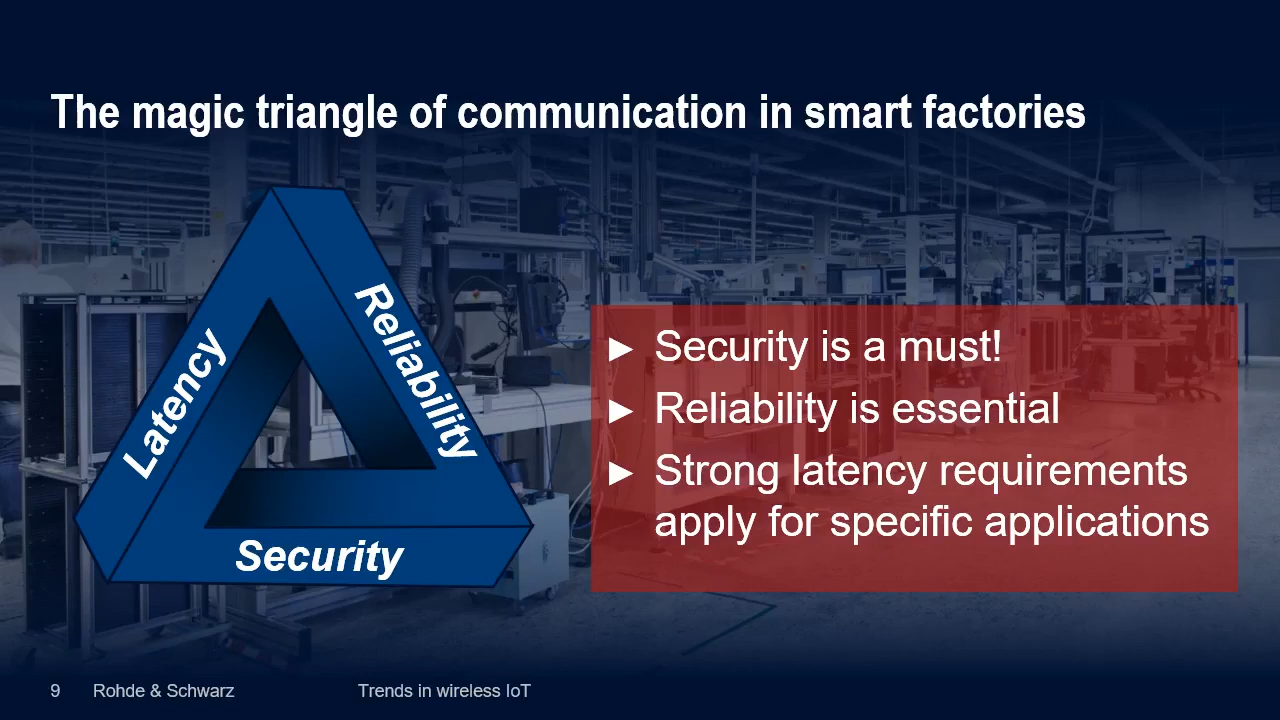 The magic triangle of communication in smart factories
Latency
Reliability
Security
► Security is a must!
► Reliability is essential
► Strong latency requirements
apply for specific applications
9 Rohde & Schwarz Trends in wireless IoT